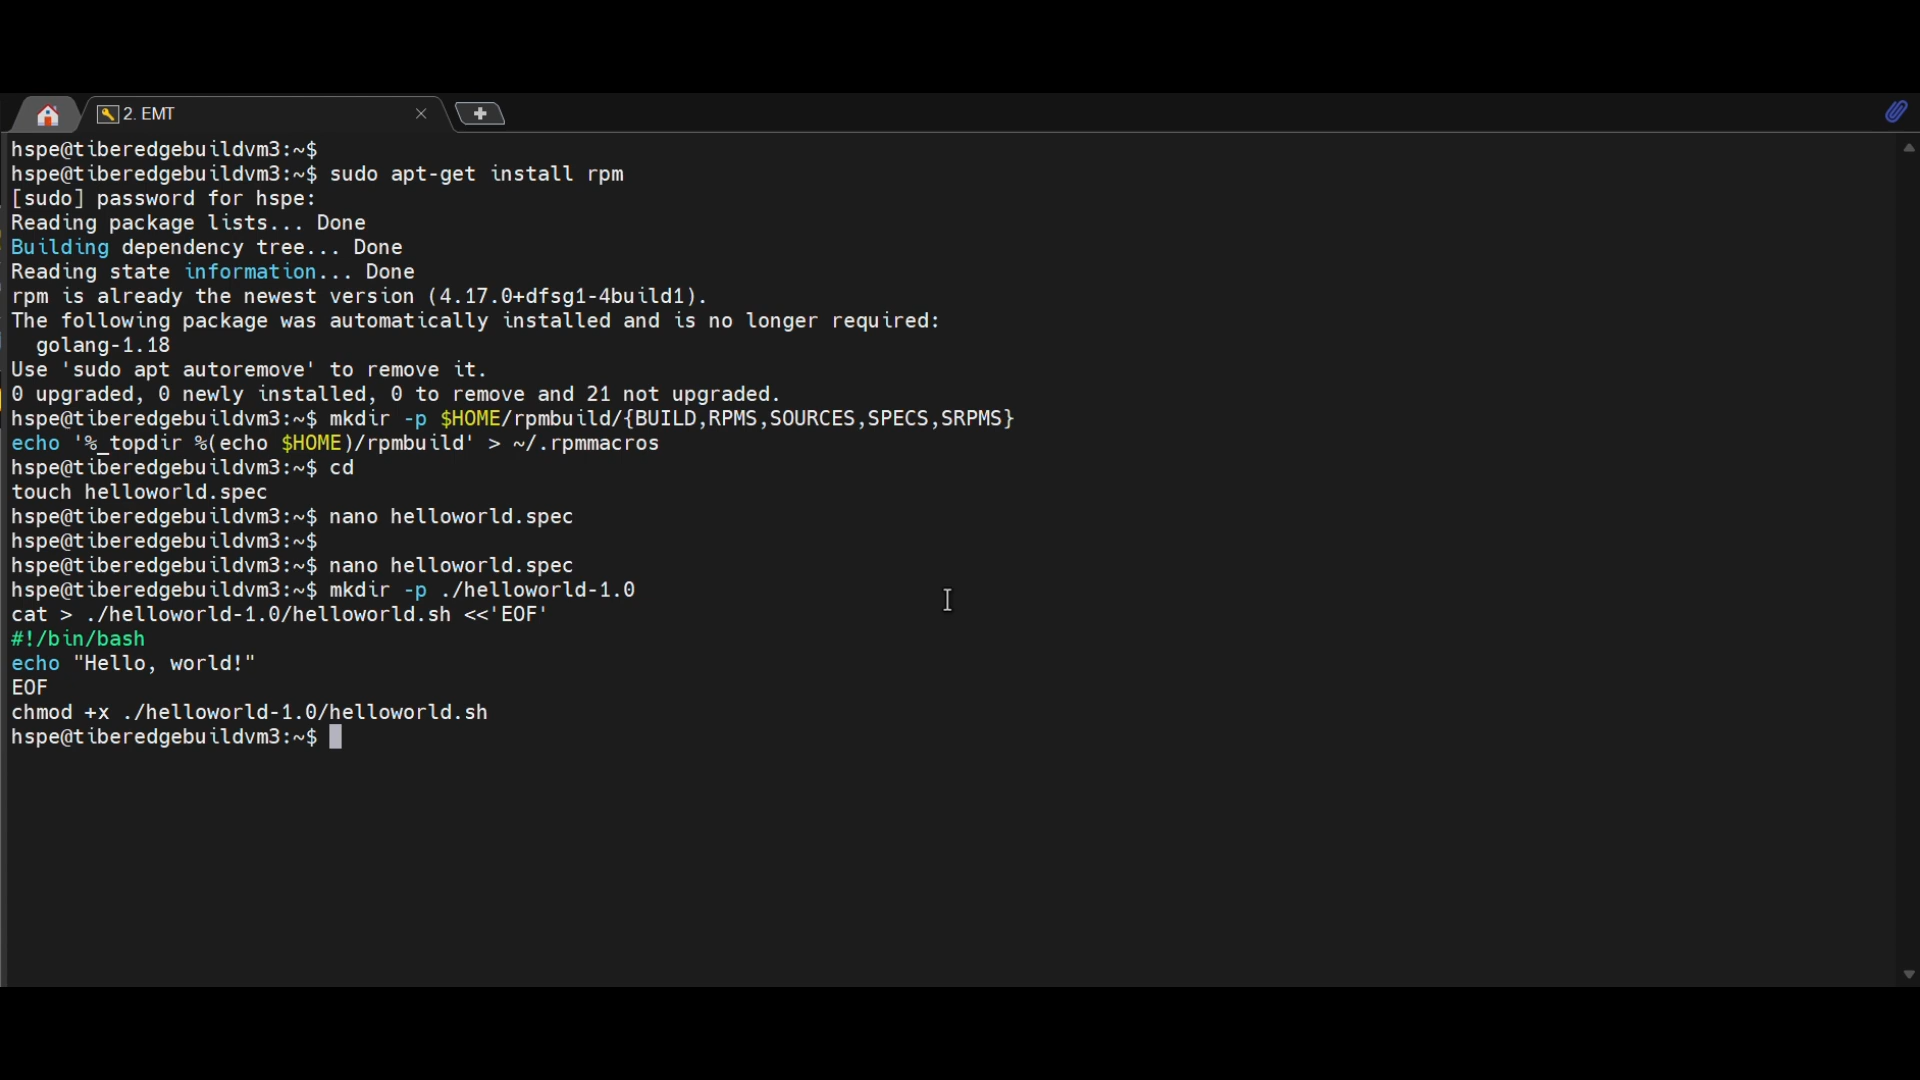 2. EMT
hspe@tiberedgebuildvm3:~$
hspe@tiberedgebuildvm3:~$ sudo apt-get install rpm
[sudo] password for hspe:
Reading package lists... Done
Building dependency tree... Done
Reading state information... Done
rpm is already the newest version (4.17.0+dfsg1-4build1).
The following package was automatically installed and is no longer required:
  golang-1.18
Use 'sudo apt autoremove' to remove it.
0 upgraded, 0 newly installed, 0 to remove and 21 not upgraded.
hspe@tiberedgebuildvm3:~$ mkdir -p $HOME/rpmbuild/{BUILD,RPMS,SOURCES,SPECS,SRPMS}
echo '%_topdir %(echo $HOME)/rpmbuild' > ~/.rpmmacros
hspe@tiberedgebuildvm3:~$ cd
touch helloworld.spec
hspe@tiberedgebuildvm3:~$ nano helloworld.spec
hspe@tiberedgebuildvm3:~$
hspe@tiberedgebuildvm3:~$ nano helloworld.spec
hspe@tiberedgebuildvm3:~$ mkdir -p ./helloworld-1.0
cat > ./helloworld-1.0/helloworld.sh <<'EOF'
#!/bin/bash
echo "Hello, world!"
EOF
chmod +x ./helloworld-1.0/helloworld.sh
hspe@tiberedgebuildvm3:~$